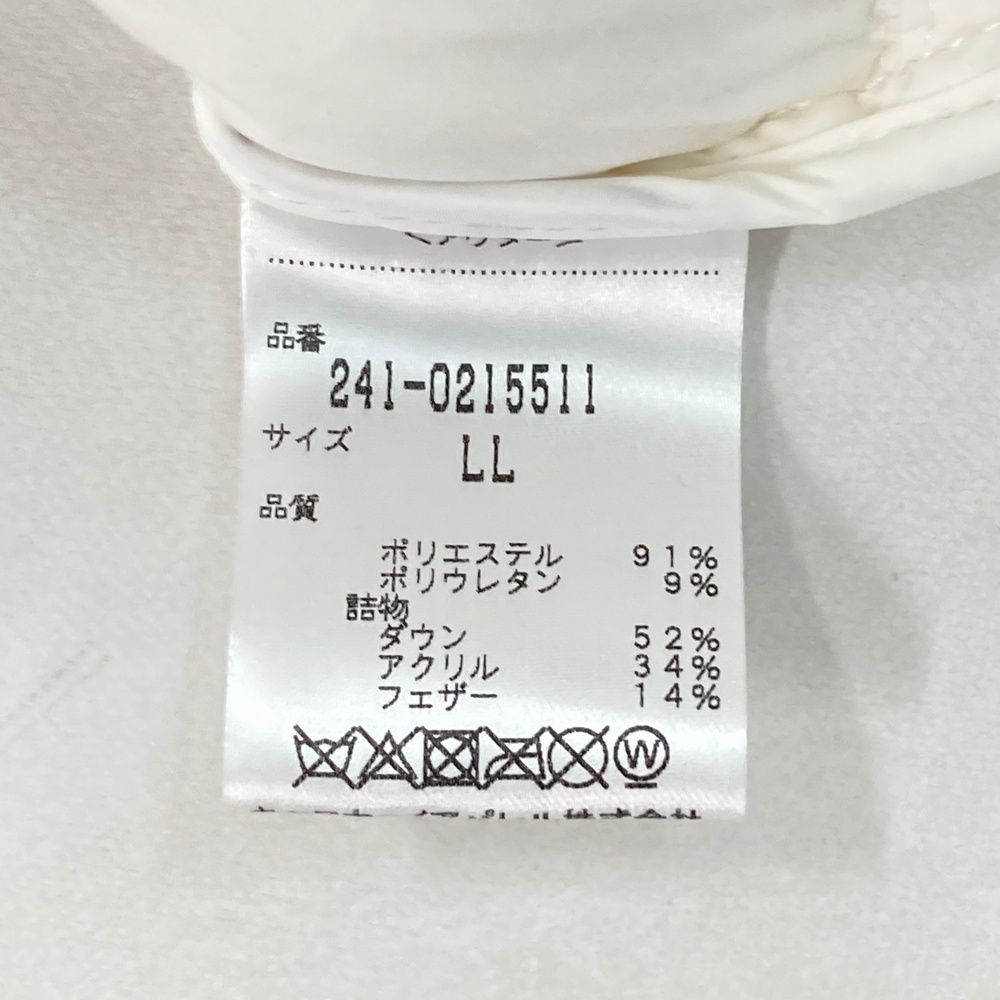 品番
241-0215511
サイズ
LL
品質
ポリエステル 91%
ポリウレタン 9%
詰物
ダウン 52%
アクリル 34%
フェザー 14%
W